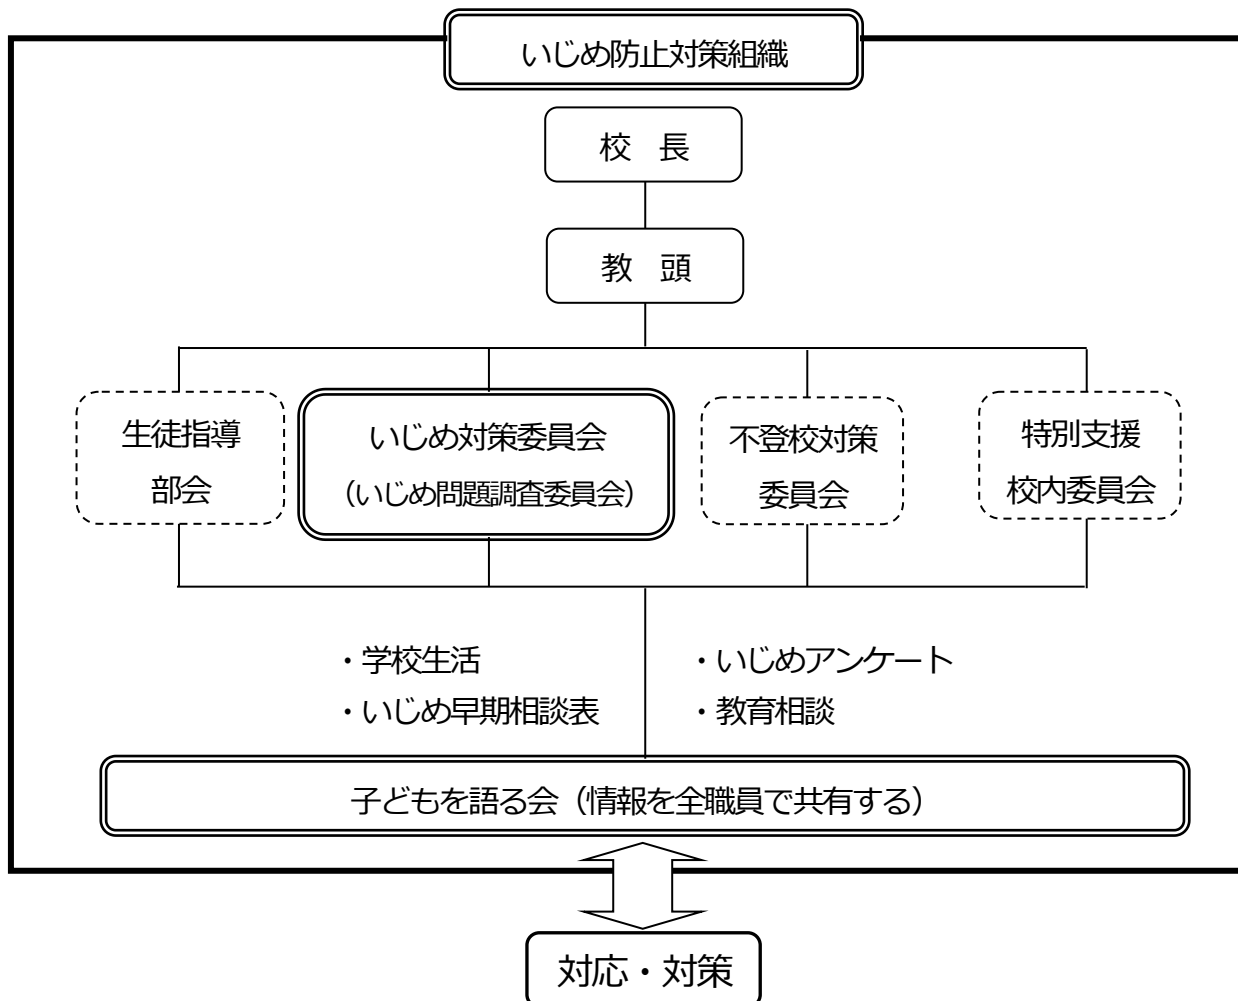 いじめ防止対策組織
校　長
教　頭
生徒指導
部会
いじめ対策委員会
（いじめ問題調査委員会）
不登校対策
委員会
特別支援
校内委員会
・学校生活
・いじめ早期相談表
・いじめアンケート
・教育相談
子どもを語る会（情報を全職員で共有する）
対応・対策